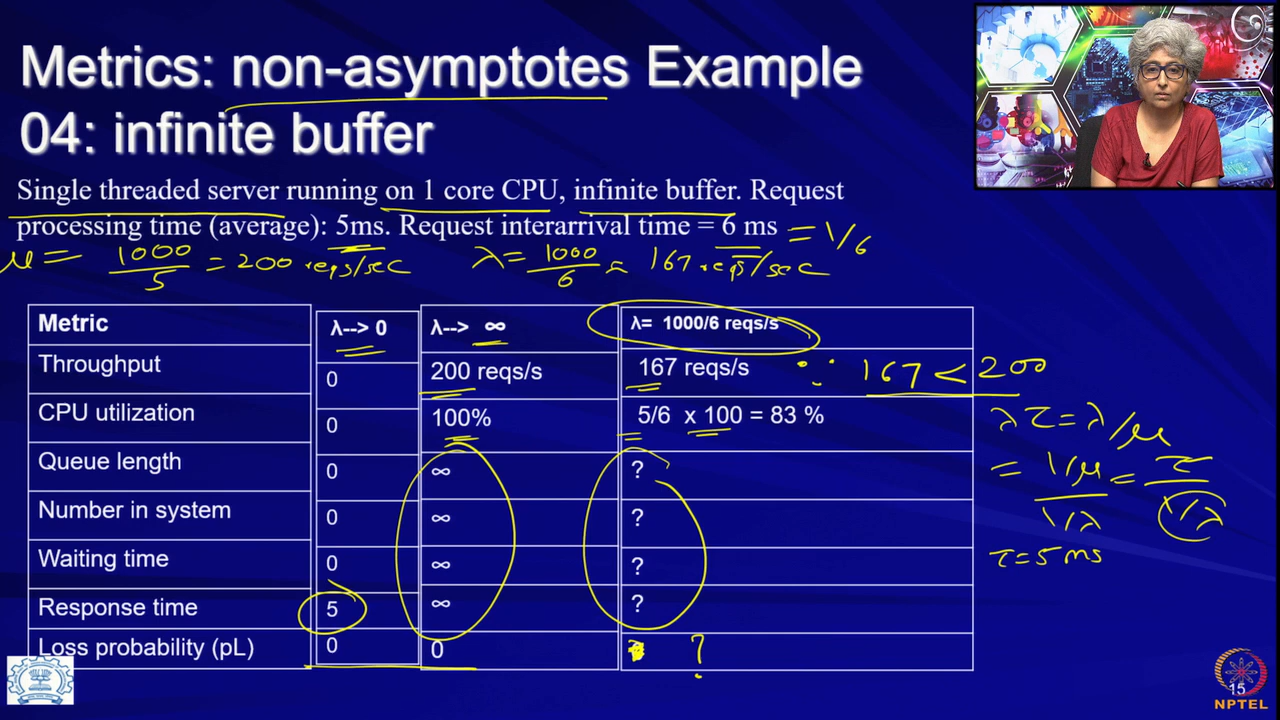 Metrics: non-asymptotes Example
04: infinite buffer
Single threaded server running on 1 core CPU, infinite buffer. Request
processing time (average): 5ms. Request interarrival time = 6 ms = 1/6
μ = 1000/5 = 200 reqs/sec λ = 1000/6 = 167 reqs/sec
Metric λ--> 0 λ--> ∞ λ= 1000/6 reqs/s
Throughput 0 200 reqs/s 167 reqs/s ∵ 167 < 200
CPU utilization 0 100% 5/6 x 100 = 83 % λτ = λ/μ
Queue length 0 ∞ ? = 1/μ / 1/λ = τ / 1/λ
Number in system 0 ∞ ?
Waiting time 0 ∞ ? τ = 5 ms
Response time 5 ∞ ?
Loss probability (pL) 0 0 ?
15
NPTEL